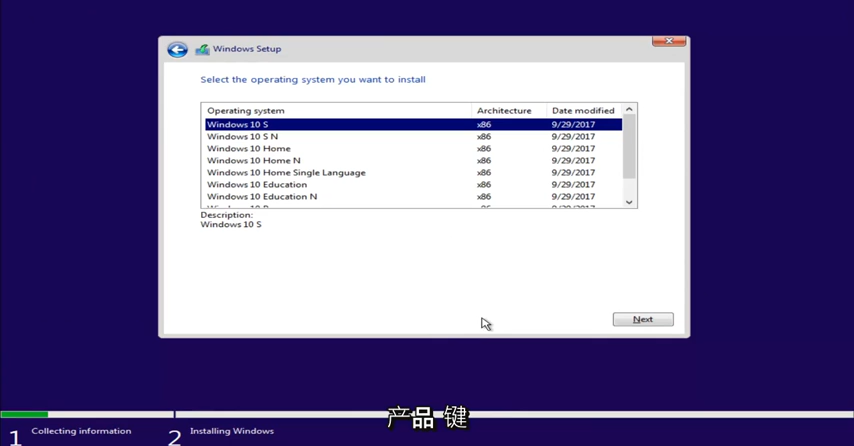 Windows Setup
Select the operating system you want to install
Operating system Architecture Date modified
Windows 10 S x86 9/29/2017
Windows 10 S N x86 9/29/2017
Windows 10 Home x86 9/29/2017
Windows 10 Home N x86 9/29/2017
Windows 10 Home Single Language x86 9/29/2017
Windows 10 Education x86 9/29/2017
Windows 10 Education N x86 9/29/2017
Description:
Windows 10 S
Next
产品 键
1 Collecting information 2 Installing Windows